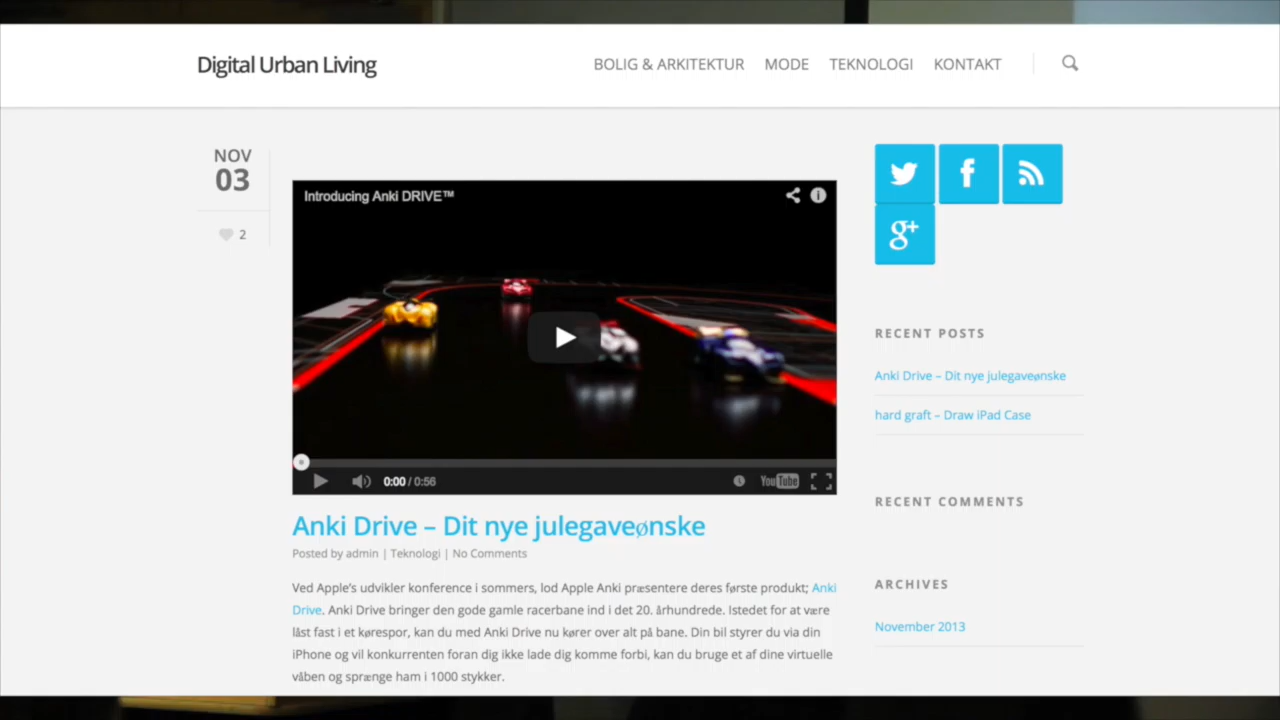 Digital Urban Living
BOLIG & ARKITEKTUR MODE TEKNOLOGI KONTAKT
NOV
03
2
Introducing Anki DRIVE™
0:00 / 0:56
YouTube
Anki Drive – Dit nye julegaveønske
Posted by admin | Teknologi | No Comments
Ved Apple's udvikler konference i sommers, lod Apple Anki præsentere deres første produkt; Anki
Drive. Anki Drive bringer den gode gamle racerbane ind i det 20. århundrede. Istedet for at være
låst fast i et kørespor, kan du med Anki Drive nu kører over alt på bane. Din bil styrer du via din
iPhone og vil konkurrenten foran dig ikke lade dig komme forbi, kan du bruge et af dine virtuelle
våben og sprænge ham i 1000 stykker.
RECENT POSTS
Anki Drive – Dit nye julegaveønske
hard graft – Draw iPad Case
RECENT COMMENTS
ARCHIVES
November 2013